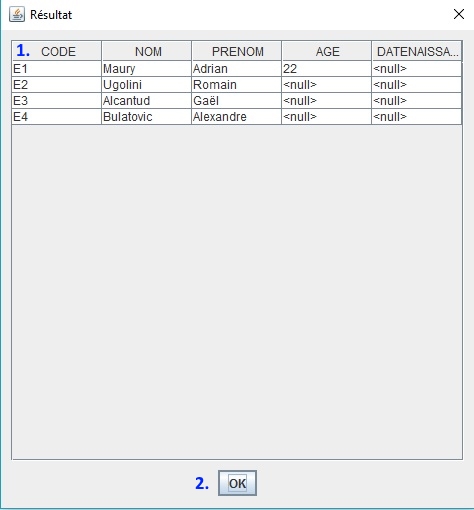 Résultat
1. CODE NOM PRENOM AGE DATENAISSA...
E1 Maury Adrian 22 <null>
E2 Ugolini Romain <null> <null>
E3 Alcantud Gaël <null> <null>
E4 Bulatovic Alexandre <null> <null>
2. OK